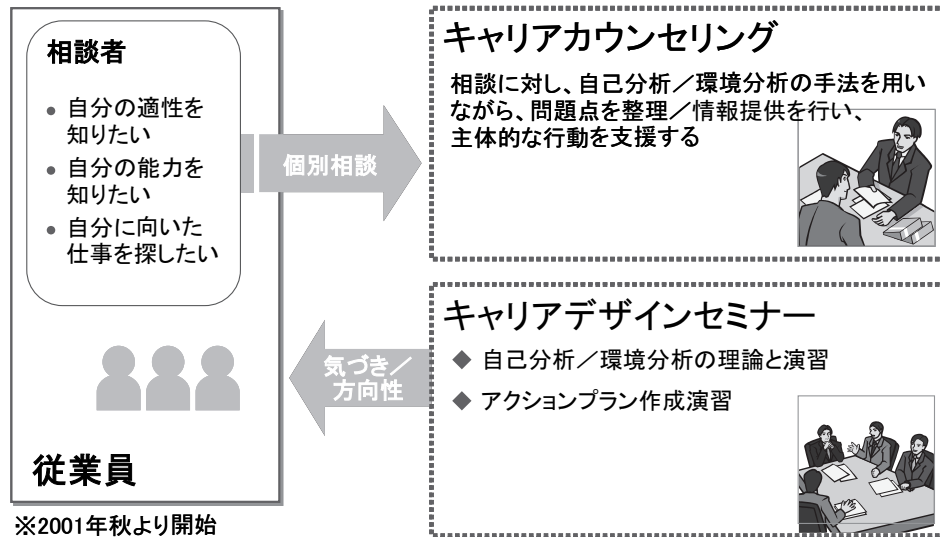 相談者
● 自分の適性を
知りたい
● 自分の能力を
知りたい
● 自分に向いた
仕事を探したい
従業員
※2001年秋より開始
個別相談
気づき／
方向性
キャリアカウンセリング
相談に対し、自己分析／環境分析の手法を用い
ながら、問題点を整理／情報提供を行い、
主体的な行動を支援する
キャリアデザインセミナー
◆ 自己分析／環境分析の理論と演習
◆ アクションプラン作成演習